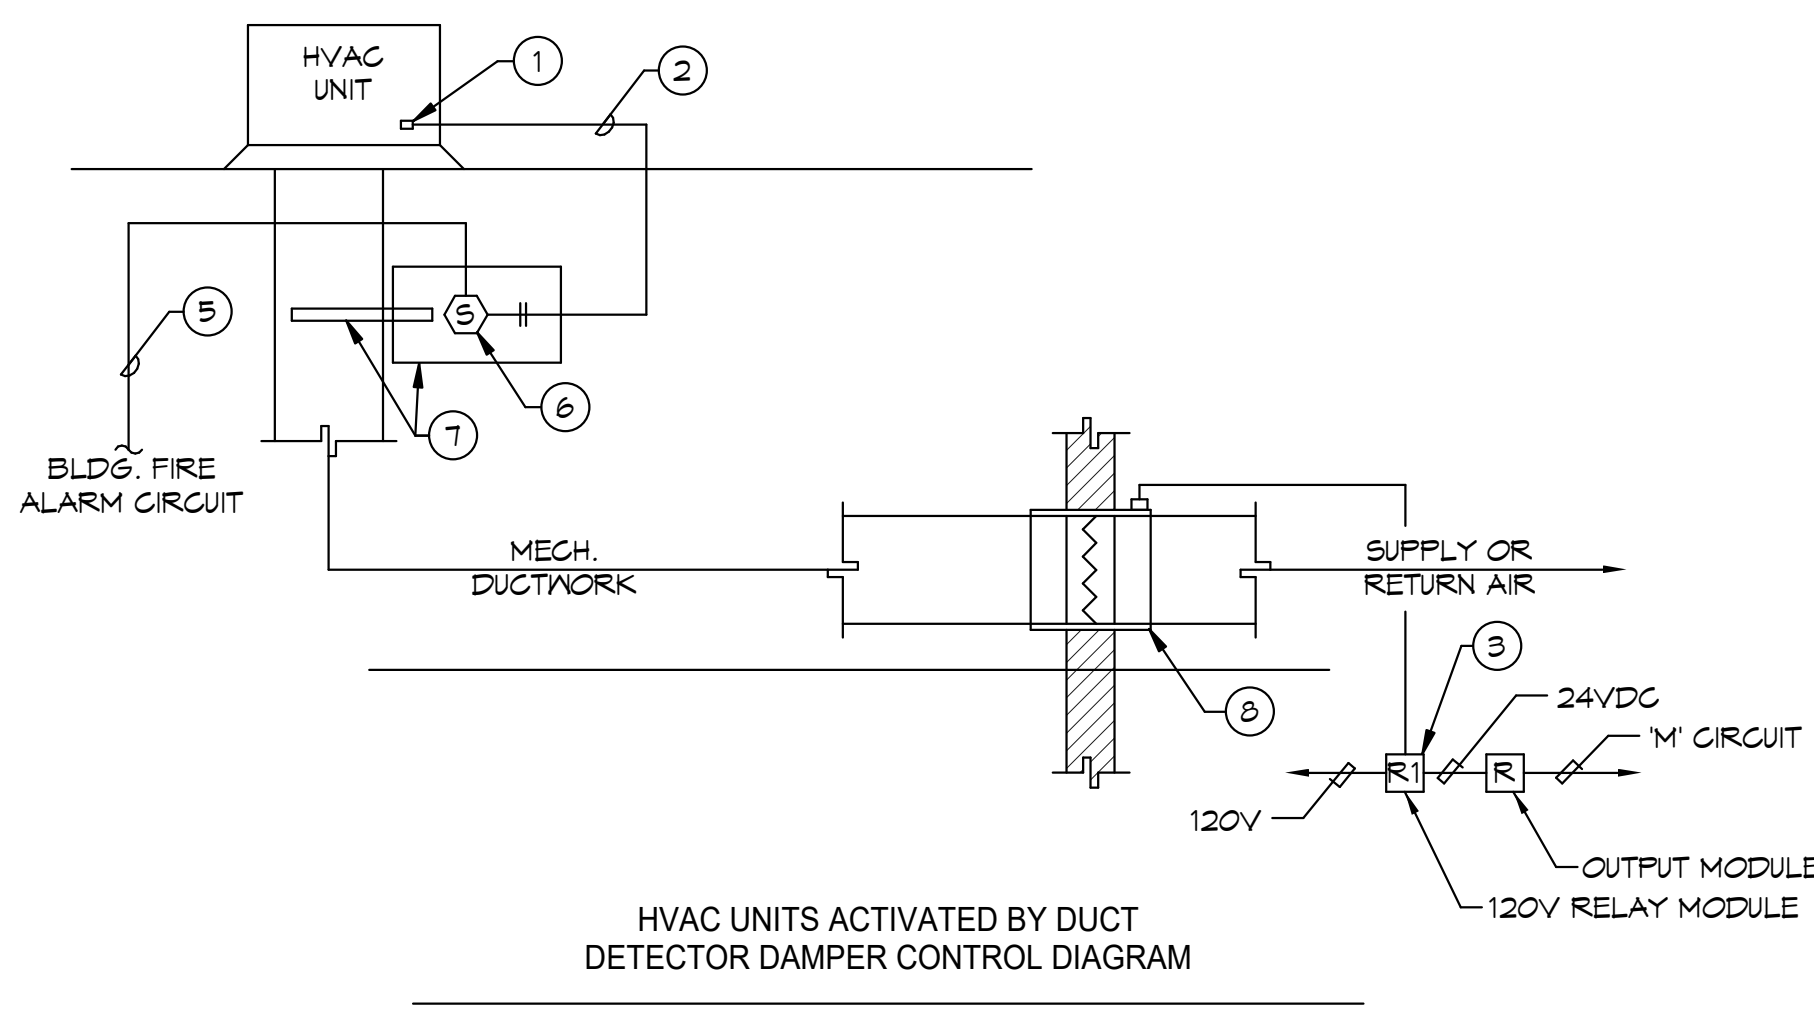 HVAC
UNIT
1
2
5
S
6
7
BLDG. FIRE
ALARM CIRCUIT
MECH.
DUCTWORK
SUPPLY OR
RETURN AIR
3
8
24VDC
'M' CIRCUIT
R1
R
120V
OUTPUT MODULE
120V RELAY MODULE
HVAC UNITS ACTIVATED BY DUCT
DETECTOR DAMPER CONTROL DIAGRAM